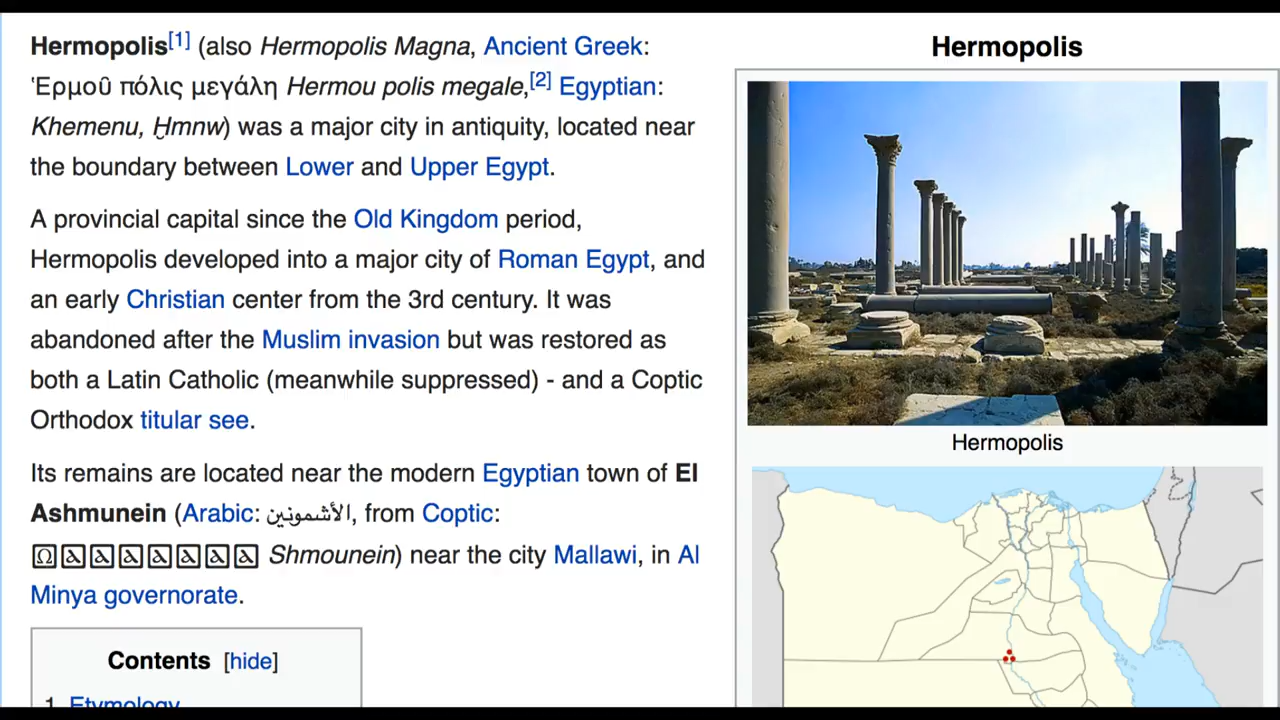 Hermopolis[1] (also Hermopolis Magna, Ancient Greek:
Ἑρμοῦ πόλις μεγάλη Hermou polis megale,[2] Egyptian:
Khemenu, Ḫmnw) was a major city in antiquity, located near
the boundary between Lower and Upper Egypt.
A provincial capital since the Old Kingdom period,
Hermopolis developed into a major city of Roman Egypt, and
an early Christian center from the 3rd century. It was
abandoned after the Muslim invasion but was restored as
both a Latin Catholic (meanwhile suppressed) - and a Coptic
Orthodox titular see.
Its remains are located near the modern Egyptian town of El
Ashmunein (Arabic: الأشمونين, from Coptic:
Shmounein) near the city Mallawi, in Al
Minya governorate.
Contents [hide]
1 Etymology
Hermopolis
Hermopolis